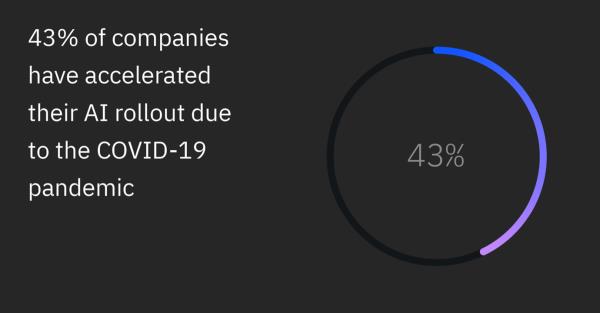 43% of companies
have accelerated
their AI rollout due
to the COVID-19
pandemic
43%